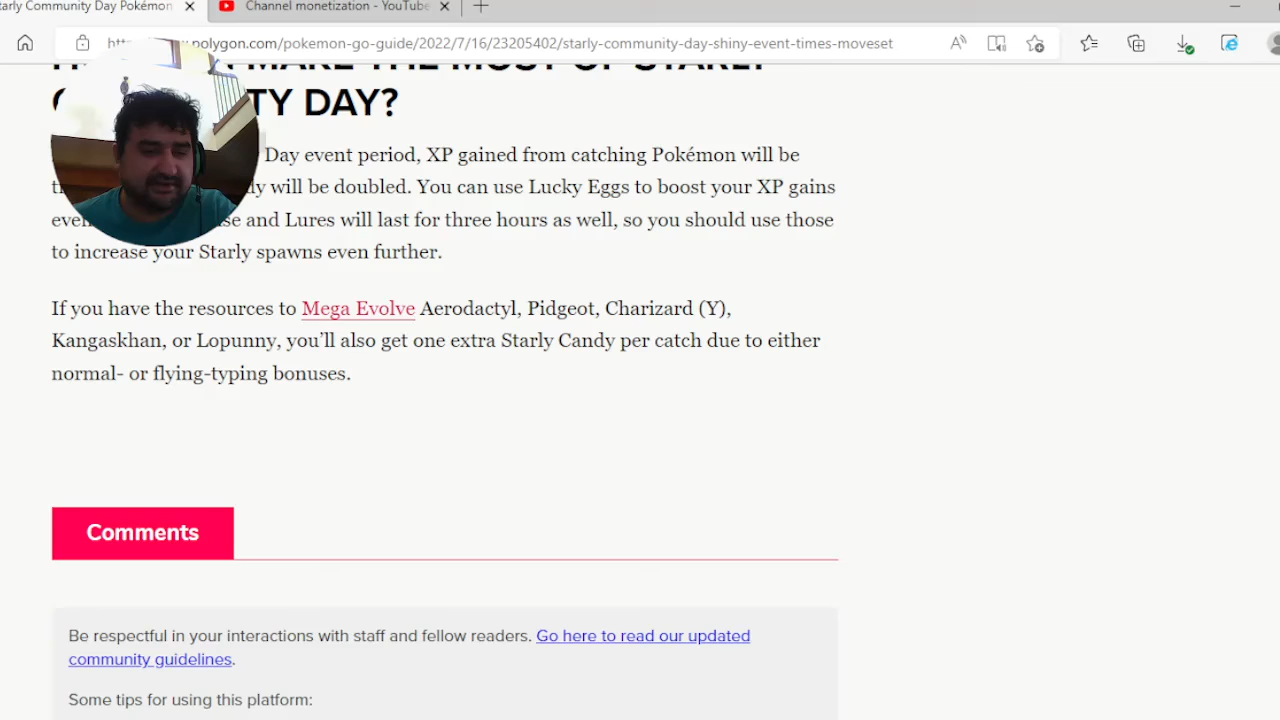 tarly Community Day Pokémon
Channel monetization - YouTube
polygon.com/pokemon-go-guide/2022/7/16/23205402/starly-community-day-shiny-event-times-moveset
MAKE THE MOST OF STARLY
TY DAY?
Day event period, XP gained from catching Pokémon will be
will be doubled. You can use Lucky Eggs to boost your XP gains
and Lures will last for three hours as well, so you should use those
to increase your Starly spawns even further.
If you have the resources to Mega Evolve Aerodactyl, Pidgeot, Charizard (Y),
Kangaskhan, or Lopunny, you’ll also get one extra Starly Candy per catch due to either
normal- or flying-typing bonuses.
Comments
Be respectful in your interactions with staff and fellow readers. Go here to read our updated
community guidelines.
Some tips for using this platform: